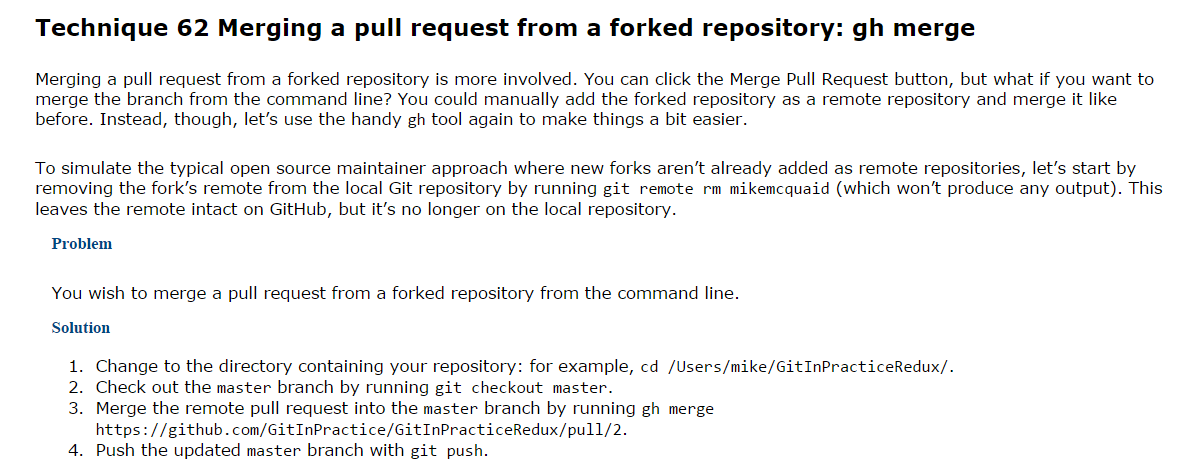 Technique 62 Merging a pull request from a forked repository: gh merge
Merging a pull request from a forked repository is more involved. You can click the Merge Pull Request button, but what if you want to
merge the branch from the command line? You could manually add the forked repository as a remote repository and merge it like
before. Instead, though, let’s use the handy gh tool again to make things a bit easier.
To simulate the typical open source maintainer approach where new forks aren’t already added as remote repositories, let’s start by
removing the fork’s remote from the local Git repository by running git remote rm mikemcquaid (which won’t produce any output). This
leaves the remote intact on GitHub, but it’s no longer on the local repository.
Problem
You wish to merge a pull request from a forked repository from the command line.
Solution
1. Change to the directory containing your repository: for example, cd /Users/mike/GitInPracticeRedux/.
2. Check out the master branch by running git checkout master.
3. Merge the remote pull request into the master branch by running gh merge
https://github.com/GitInPractice/GitInPracticeRedux/pull/2.
4. Push the updated master branch with git push.